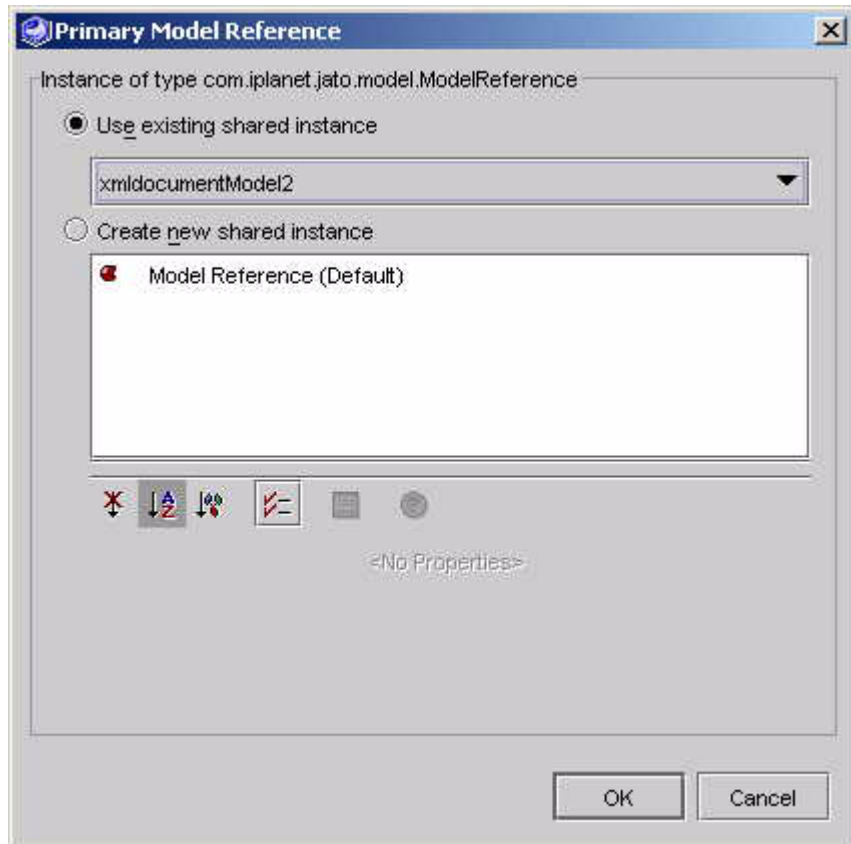 Primary Model Reference
Instance of type com.iplanet.jato.model.ModelReference
Use existing shared instance
xmldocumentModel2
Create new shared instance
Model Reference (Default)
<No Properties>
OK Cancel